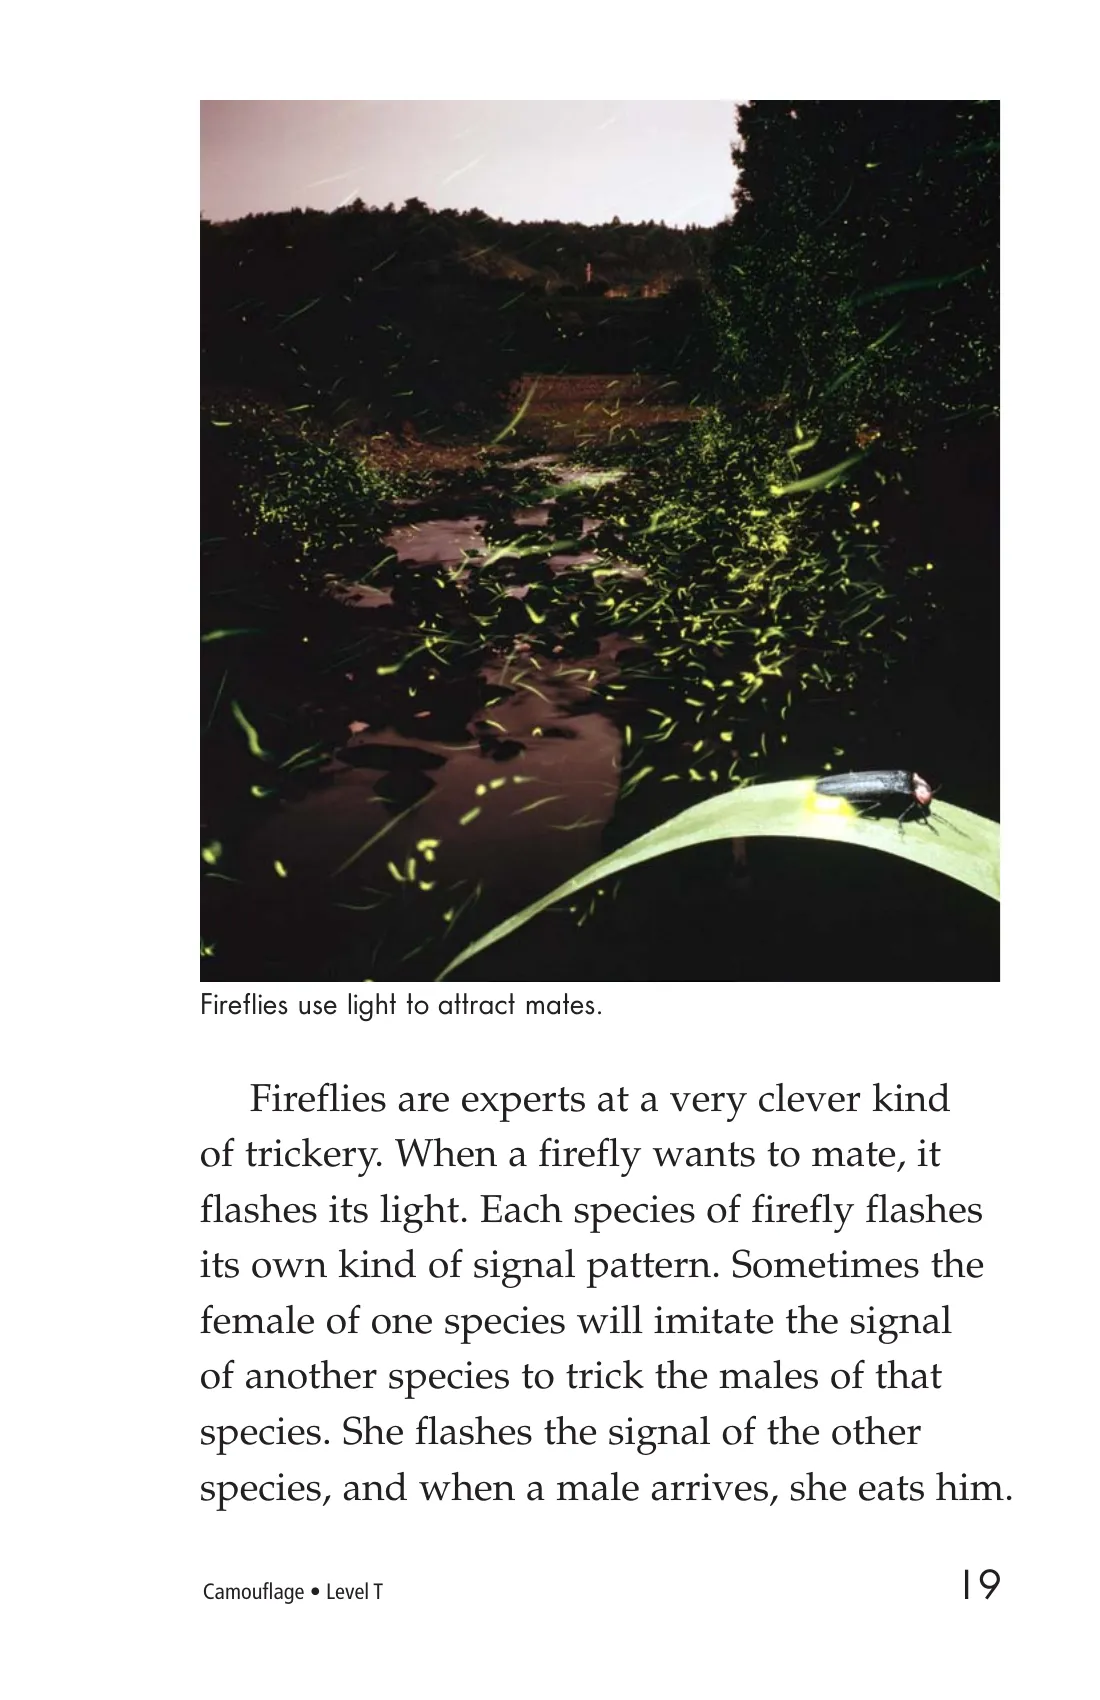 Fireflies use light to attract mates.
Fireflies are experts at a very clever kind
of trickery. When a firefly wants to mate, it
flashes its light. Each species of firefly flashes
its own kind of signal pattern. Sometimes the
female of one species will imitate the signal
of another species to trick the males of that
species. She flashes the signal of the other
species, and when a male arrives, she eats him.
Camouflage • Level T
19